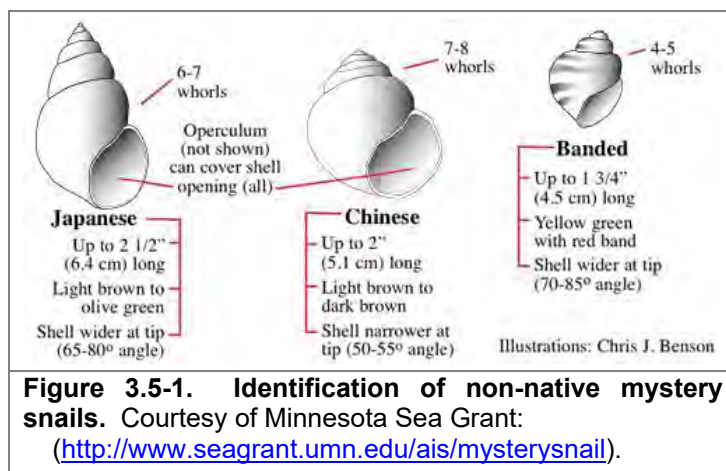 6-7
whorls
7-8
whorls
4-5
whorls
Operculum
(not shown)
can cover shell
opening (all)
Japanese
Up to 2 1/2”
(6.4 cm) long
Light brown to
olive green
Shell wider at tip
(65-80º angle)
Chinese
Up to 2”
(5.1 cm) long
Light brown to
dark brown
Shell narrower at
tip (50-55º angle)
Banded
Up to 1 3/4”
(4.5 cm) long
Yellow green
with red band
Shell wider at tip
(70-85º angle)
Illustrations: Chris J. Benson
Figure 3.5-1. Identification of non-native mystery
snails. Courtesy of Minnesota Sea Grant:
(http://www.seagrant.umn.edu/ais/mysterysnail).